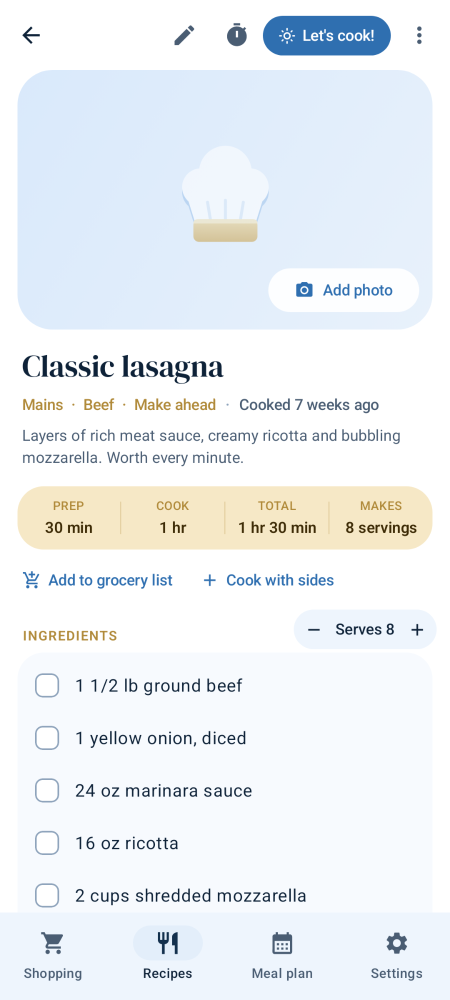 Let's cook!
Add photo
Classic lasagna
Mains · Beef · Make ahead · Cooked 7 weeks ago
Layers of rich meat sauce, creamy ricotta and bubbling
mozzarella. Worth every minute.
PREP COOK TOTAL MAKES
30 min 1 hr 1 hr 30 min 8 servings
Add to grocery list Cook with sides
INGREDIENTS Serves 8
1 1/2 lb ground beef
1 yellow onion, diced
24 oz marinara sauce
16 oz ricotta
2 cups shredded mozzarella
Shopping Recipes Meal plan Settings